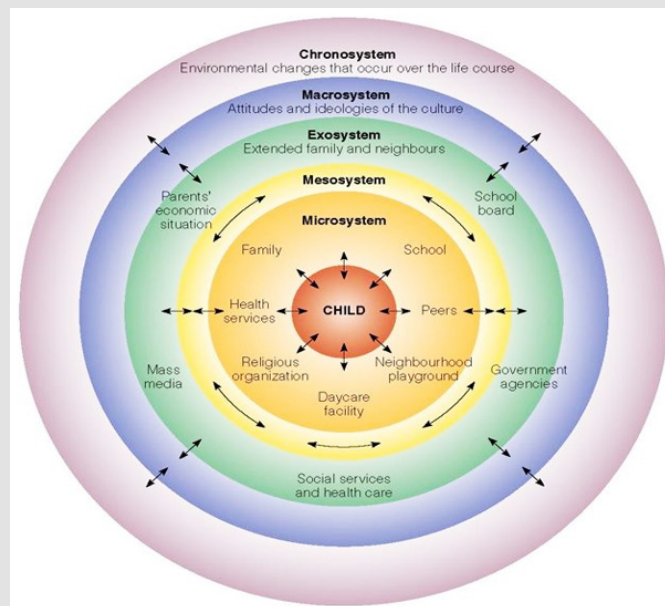 Chronosystem
Environmental changes that occur over the life course
Macrosystem
Attitudes and ideologies of the culture
Exosystem
Extended family and neighbours
Mesosystem
Parents'
economic
situation
School
board
Microsystem
Family
School
Health
services
CHILD
Peers
Religious
organization
Neighbourhood
playground
Mass
media
Government
agencies
Daycare
facility
Social services
and health care